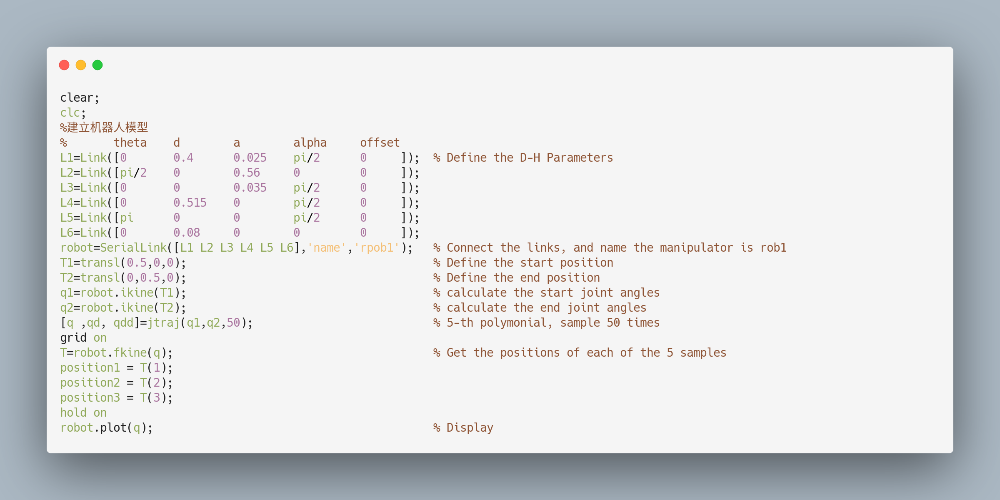 clear;
clc;
%建立机器人模型
%       theta    d        a        alpha     offset
L1=Link([0       0.4      0.025    pi/2      0     ]);  % Define the D-H Parameters
L2=Link([pi/2    0        0.56     0         0     ]);
L3=Link([0       0        0.035    pi/2      0     ]);
L4=Link([0       0.515    0        pi/2      0     ]);
L5=Link([pi      0        0        pi/2      0     ]);
L6=Link([0       0.08     0        0         0     ]);
robot=SerialLink([L1 L2 L3 L4 L5 L6],'name','rpob1');   % Connect the links, and name the manipulator is rob1
T1=transl(0.5,0,0);                                     % Define the start position
T2=transl(0,0.5,0);                                     % Define the end position
q1=robot.ikine(T1);                                     % calculate the start joint angles
q2=robot.ikine(T2);                                     % calculate the end joint angles
[q ,qd, qdd]=jtraj(q1,q2,50);                           % 5-th polymonial, sample 50 times
grid on
T=robot.fkine(q);                                       % Get the positions of each of the 5 samples
position1 = T(1);
position2 = T(2);
position3 = T(3);
hold on
robot.plot(q);                                          % Display